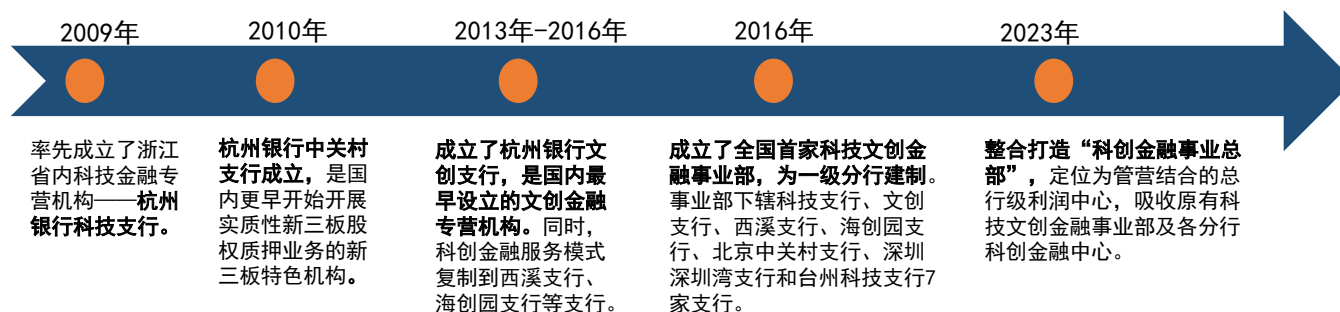 2009年
2010年
2013年-2016年
2016年
2023年
率先成立了浙江
省内科技金融专
营机构——杭州
银行科技支行。
杭州银行中关村
支行成立，是国
内更早开始开展
实质性新三板股
权质押业务的新
三板特色机构。
成立了杭州银行文
创支行，是国内最
早设立的文创金融
专营机构。同时，
科创金融服务模式
复制到西溪支行、
海创园支行等支行。
成立了全国首家科技文创金
融事业部，为一级分行建制。
事业部下辖科技支行、文创
支行、西溪支行、海创园支
行、北京中关村支行、深圳
深圳湾支行和台州科技支行7
家支行。
整合打造“科创金融事业总
部”，定位为管营结合的总
行级利润中心，吸收原有科
技文创金融事业部及各分行
科创金融中心。